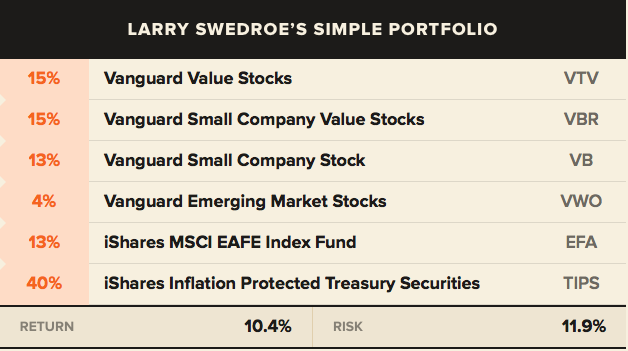 LARRY SWEDROE'S SIMPLE PORTFOLIO
15% Vanguard Value Stocks VTV
15% Vanguard Small Company Value Stocks VBR
13% Vanguard Small Company Stock VB
4% Vanguard Emerging Market Stocks VWO
13% iShares MSCI EAFE Index Fund EFA
40% iShares Inflation Protected Treasury Securities TIPS
RETURN 10.4% RISK 11.9%